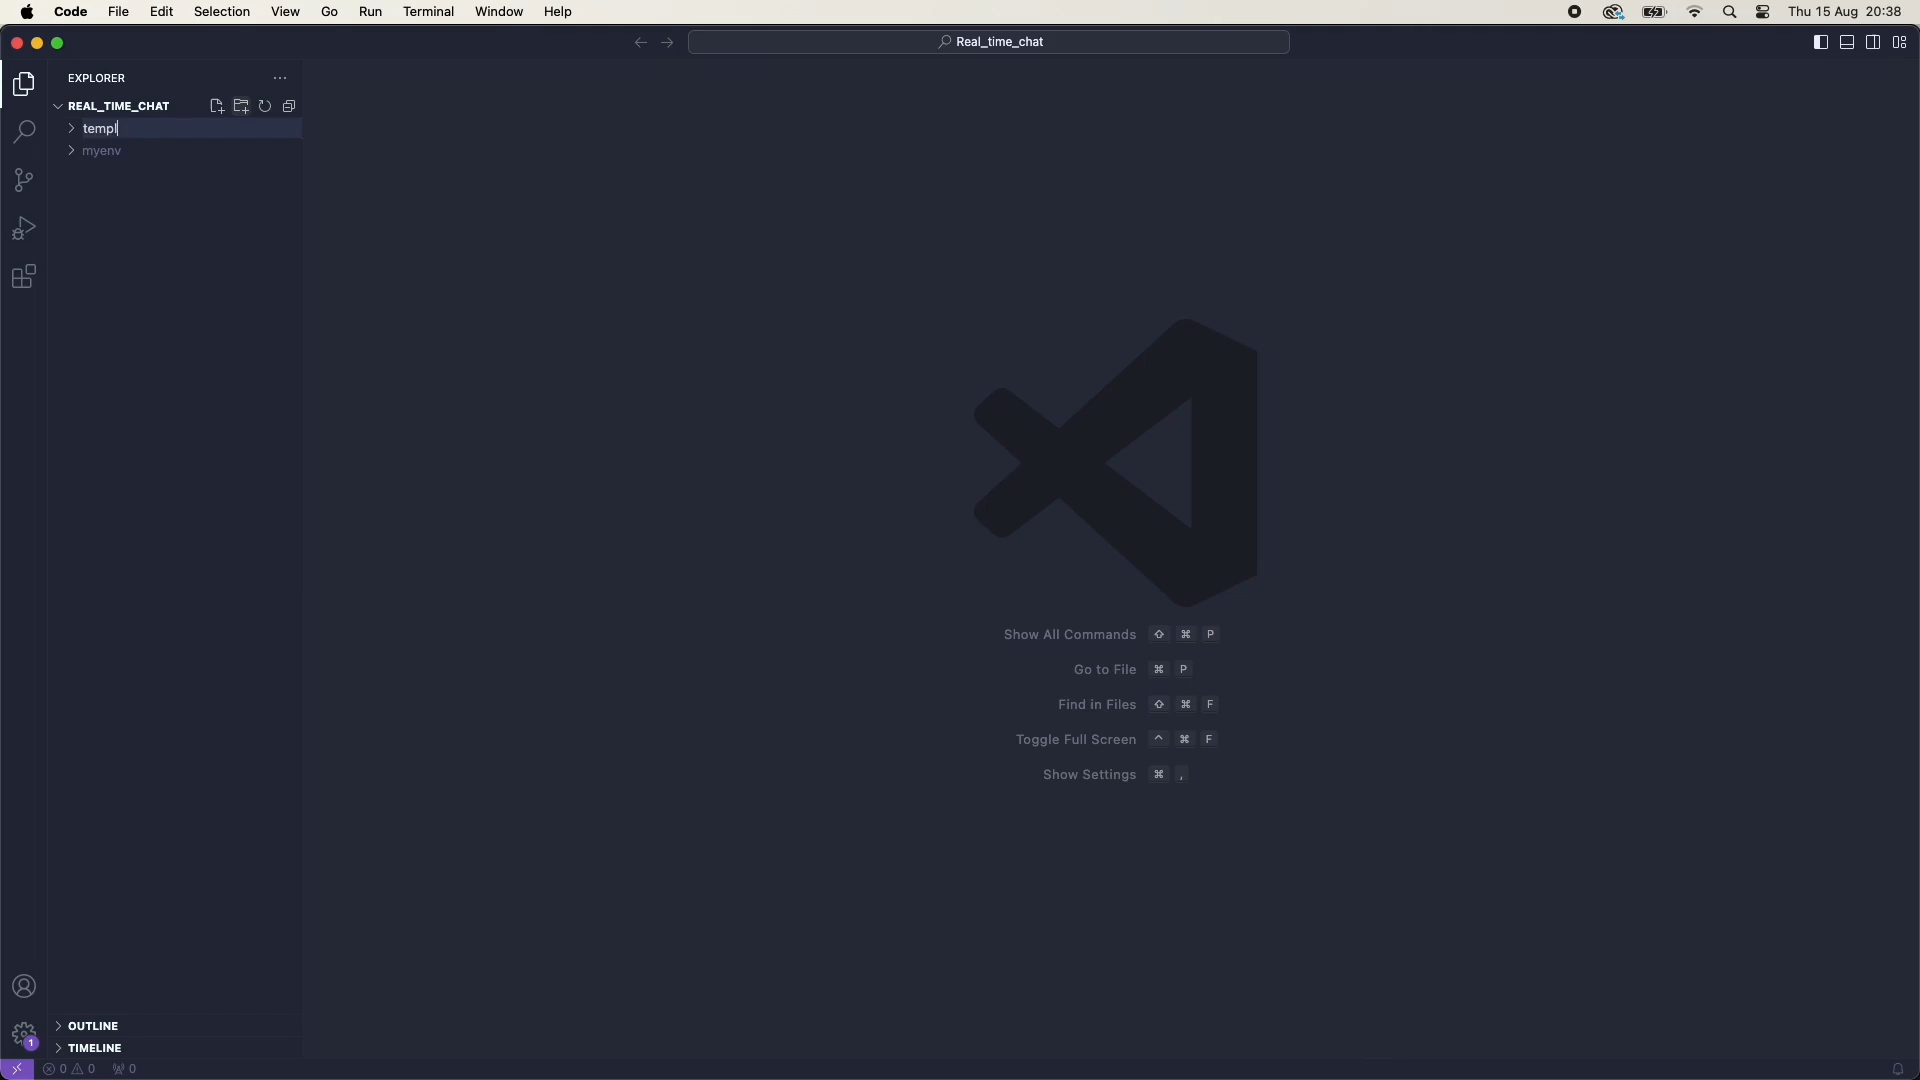 Code File Edit Selection View Go Run Terminal Window Help Thu 15 Aug 20:38
Real_time_chat
EXPLORER
REAL_TIME_CHAT
templ
myenv
Show All Commands ⇧ ⌘ P
Go to File ⌘ P
Find in Files ⇧ ⌘ F
Toggle Full Screen ^ ⌘ F
Show Settings ⌘ ,
OUTLINE
1
TIMELINE
0 0 0